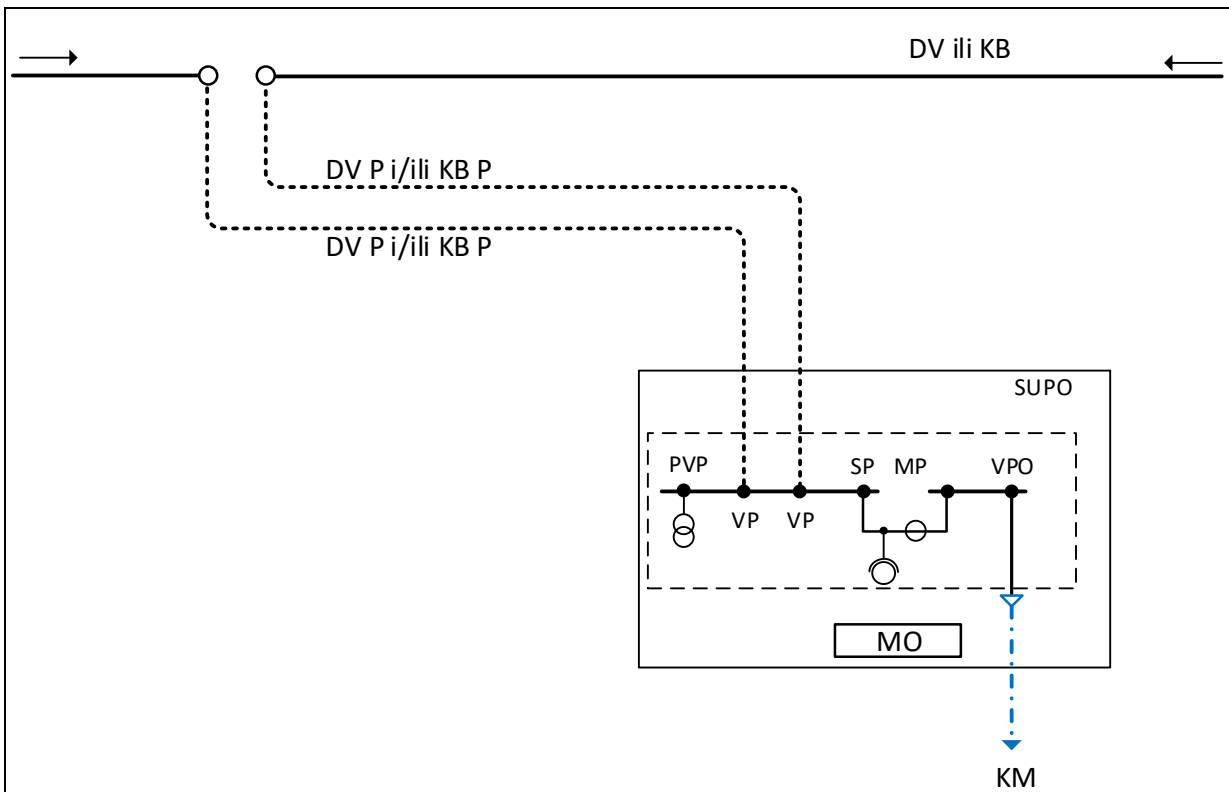 DV ili KB
DV P i/ili KB P
DV P i/ili KB P
SUPO
PVP
SP
MP
VPO
VP
VP
MO
KM